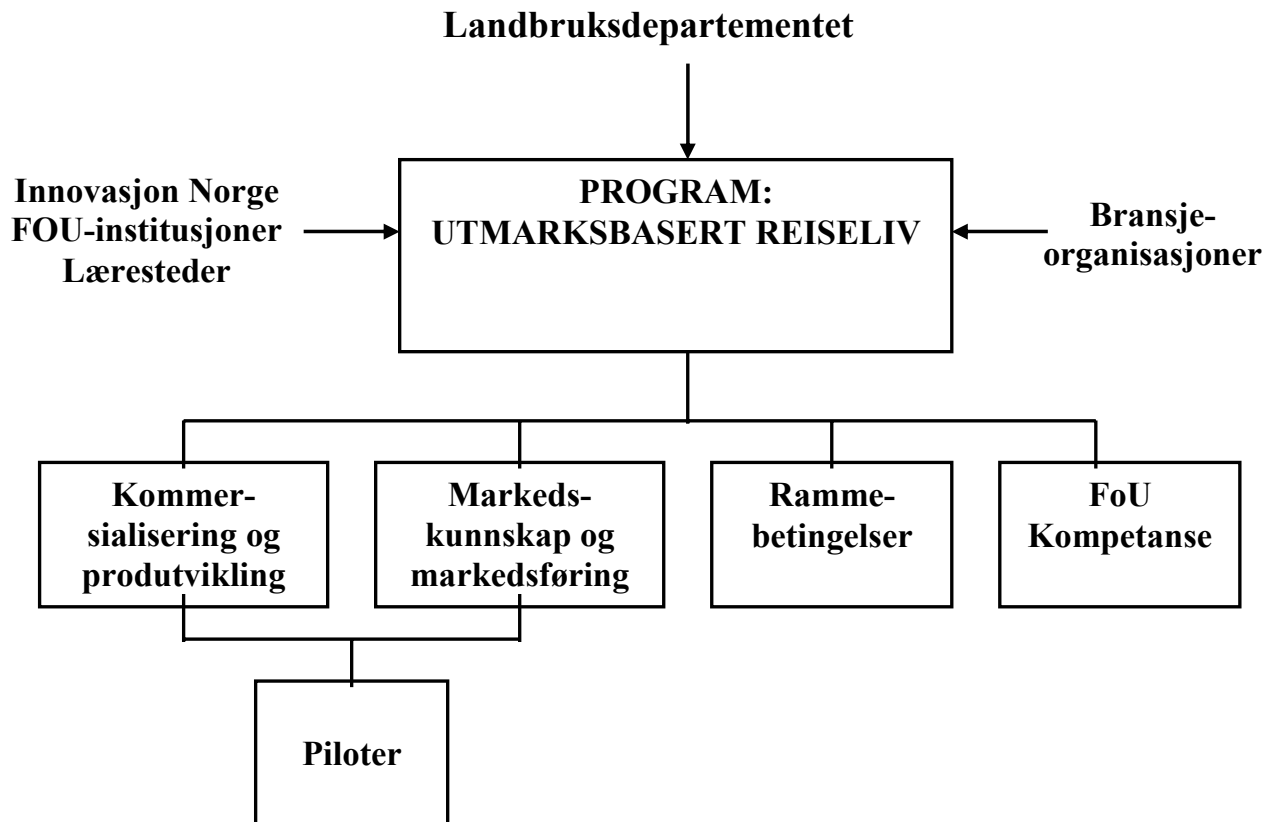 Landbruksdepartementet
PROGRAM:
UTMARKSBASERT REISELIV
Innovasjon Norge
FOU-institusjoner
Læresteder
Bransje-
organisasjoner
Kommer-
sialisering og
produtvikling
Markeds-
kunnskap og
markedsføring
Ramme-
betingelser
FoU
Kompetanse
Piloter